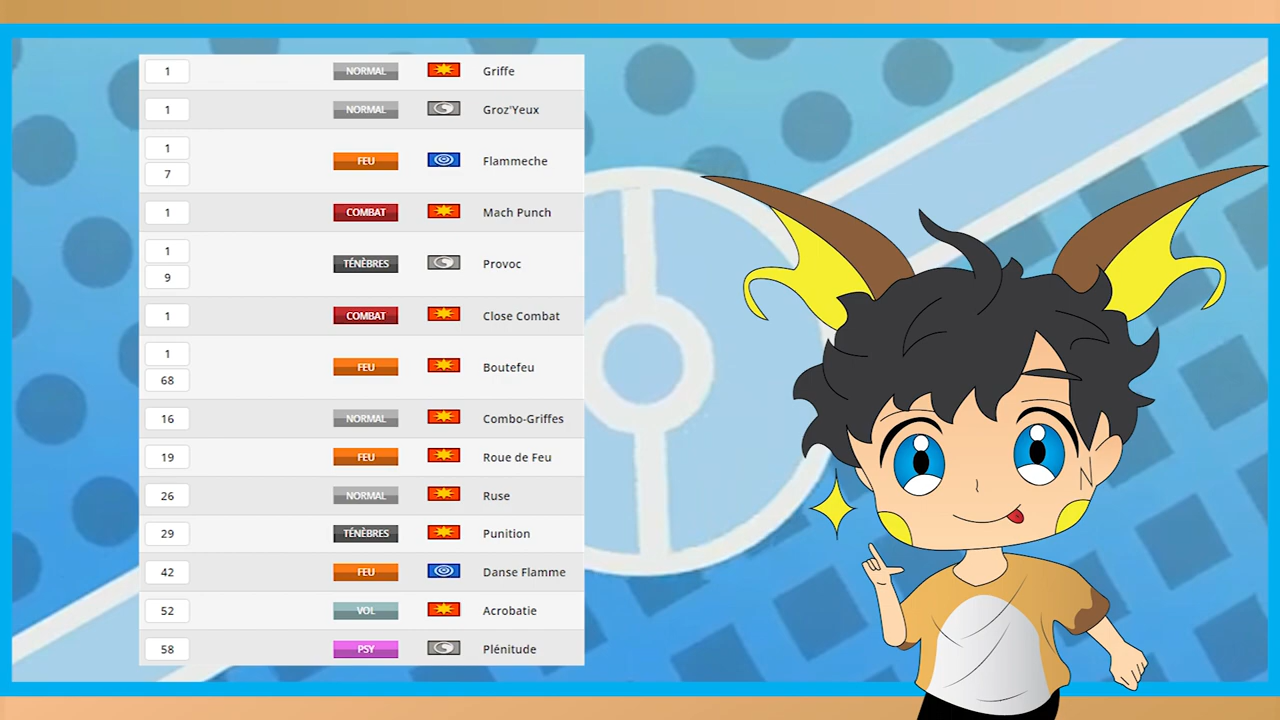 1 NORMAL Griffe
1 NORMAL Groz'Yeux
1
7 FEU Flammeche
1 COMBAT Mach Punch
1
9 TÉNÈBRES Provoc
1 COMBAT Close Combat
1
68 FEU Boutefeu
16 NORMAL Combo-Griffes
19 FEU Roue de Feu
26 NORMAL Ruse
29 TÉNÈBRES Punition
42 FEU Danse Flamme
52 VOL Acrobatie
58 PSY Plénitude
N